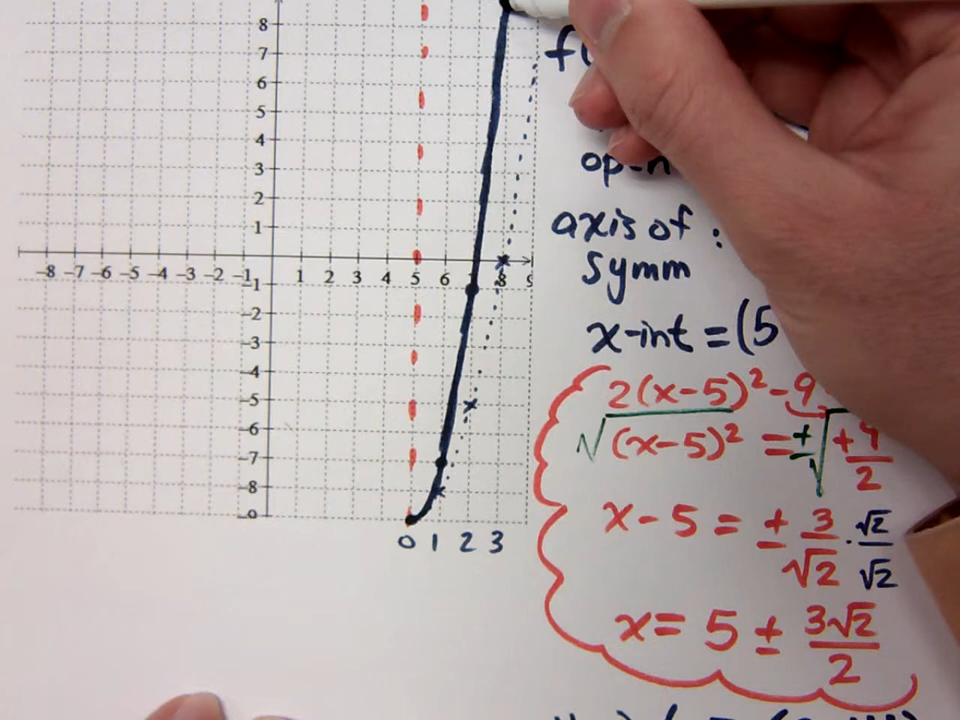 8
7
6
5
4
3
2
1
-8 -7 -6 -5 -4 -3 -2 -1 1 2 3 4 5 6 7 8 9
-1
-2
-3
-4
-5
-6
-7
-8
-9
0 1 2 3
f(
axis of :
symm
x-int = (5
2(x-5)² - 9
√(x-5)² = ±√+9/2
x - 5 = ± 3/√2 · √2/√2
x = 5 ± 3√2/2